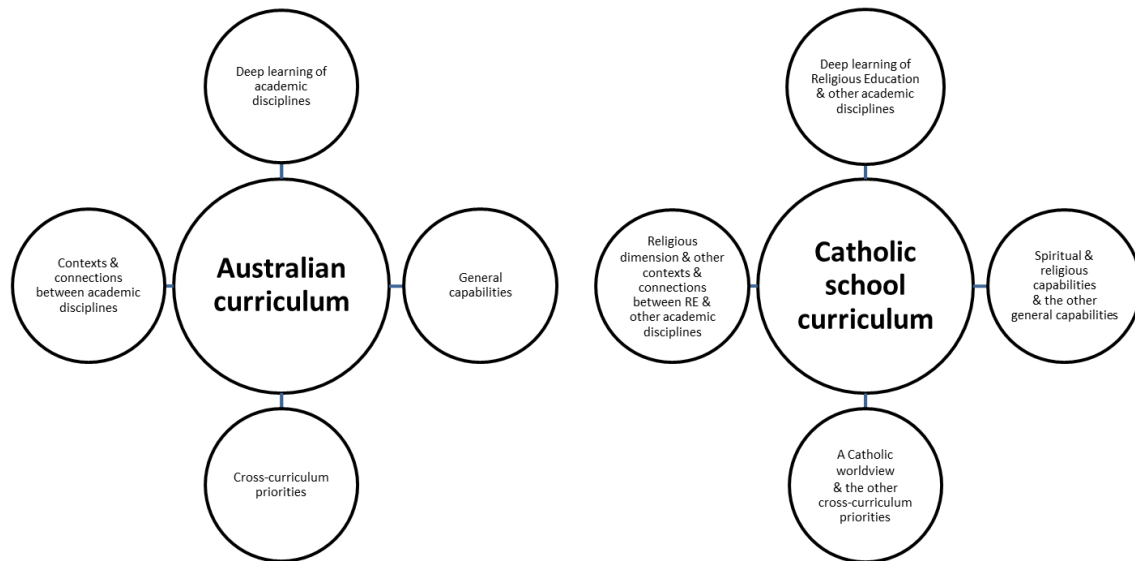 Deep learning of
academic
disciplines
Contexts &
connections
between academic
disciplines
Australian
curriculum
General
capabilities
Cross-curriculum
priorities
Deep learning of
Religious Education
& other academic
disciplines
Religious
dimension & other
contexts &
connections
between RE &
other academic
disciplines
Catholic
school
curriculum
Spiritual &
religious
capabilities
& the other
general capabilities
A Catholic
worldview
& the other
cross-curriculum
priorities